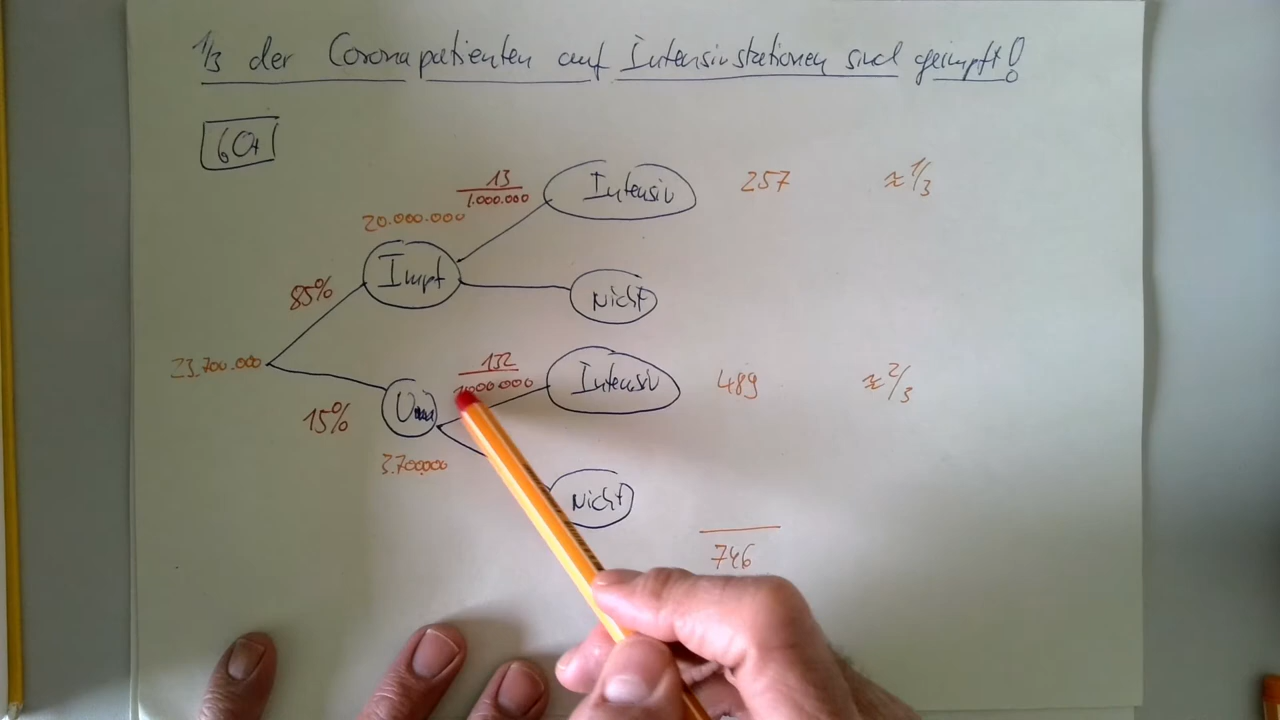 1/3 der Coronapatienten auf Intensivstationen sind geimpft!
60+
13
1.000.000
Intensiv
257
≈ 1/3
20.000.000
Impf
85%
Nicht
23.700.000
132
1.000.000
Intensiv
489
≈ 2/3
15%
3.700.000
Nicht
746